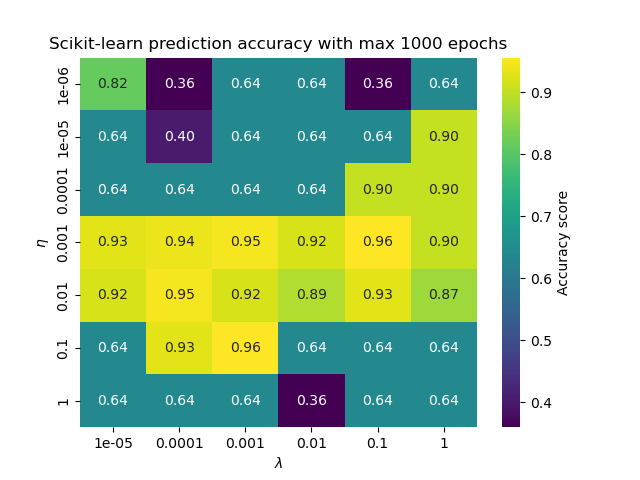 Scikit-learn prediction accuracy with max 1000 epochs
1e-06 0.82 0.36 0.64 0.64 0.36 0.64
1e-05 0.64 0.40 0.64 0.64 0.64 0.90
0.0001 0.64 0.64 0.64 0.64 0.90 0.90
0.001 0.93 0.94 0.95 0.92 0.96 0.90
0.01 0.92 0.95 0.92 0.89 0.93 0.87
0.1 0.64 0.93 0.96 0.64 0.64 0.64
1 0.64 0.64 0.64 0.36 0.64 0.64
1e-05 0.0001 0.001 0.01 0.1 1
λ
η
0.9
0.8
0.7
0.6
0.5
0.4
Accuracy score